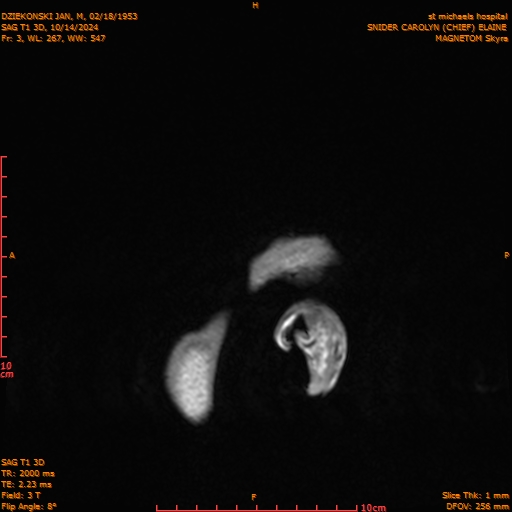 H
DZIEKONSKI JAN, M, 02/18/1953
SAG T1 3D, 10/14/2024
Fr: 3, WL: 267, WW: 547
st michaels hospital
SNIDER CAROLYN (CHIEF) ELAINE
MAGNETOM Skyra
A
P
10
cm
SAG T1 3D
TR: 2000 ms
TE: 2.23 ms
Field: 3 T
Flip Angle: 8°
F
10cm
Slice Thk: 1 mm
DFOV: 256 mm